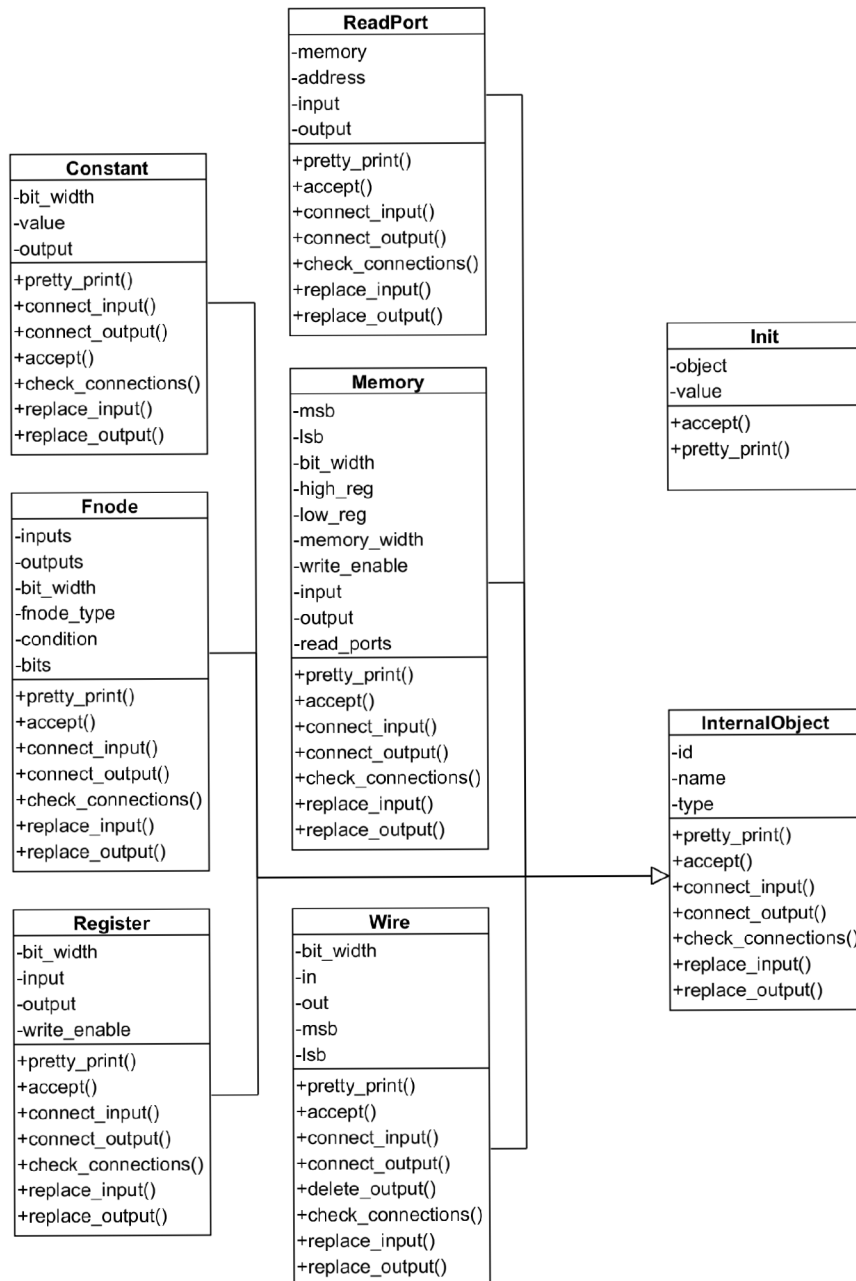 ReadPort
-memory
-address
-input
-output
+pretty_print()
+accept()
+connect_input()
+connect_output()
+check_connections()
+replace_input()
+replace_output()
Constant
-bit_width
-value
-output
+pretty_print()
+connect_input()
+connect_output()
+accept()
+check_connections()
+replace_input()
+replace_output()
Init
-object
-value
+accept()
+pretty_print()
Memory
-msb
-lsb
-bit_width
-high_reg
-low_reg
-memory_width
-write_enable
-input
-output
-read_ports
+pretty_print()
+accept()
+connect_input()
+connect_output()
+check_connections()
+replace_input()
+replace_output()
Fnode
-inputs
-outputs
-bit_width
-fnode_type
-condition
-bits
+pretty_print()
+accept()
+connect_input()
+connect_output()
+check_connections()
+replace_input()
+replace_output()
InternalObject
-id
-name
-type
+pretty_print()
+accept()
+connect_input()
+connect_output()
+check_connections()
+replace_input()
+replace_output()
Register
-bit_width
-input
-output
-write_enable
+pretty_print()
+accept()
+connect_input()
+connect_output()
+check_connections()
+replace_input()
+replace_output()
Wire
-bit_width
-in
-out
-msb
-lsb
+pretty_print()
+accept()
+connect_input()
+connect_output()
+delete_output()
+check_connections()
+replace_input()
+replace_output()